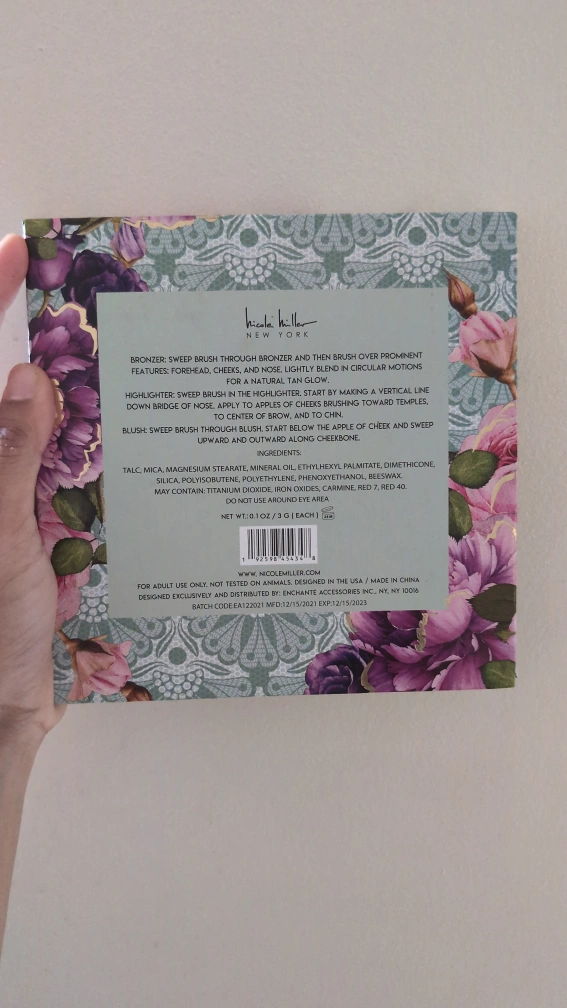 nicole miller
NEW YORK
BRONZER: SWEEP BRUSH THROUGH BRONZER AND THEN BRUSH OVER PROMINENT
FEATURES: FOREHEAD, CHEEKS, AND NOSE, LIGHTLY BLEND IN CIRCULAR MOTIONS
FOR A NATURAL TAN GLOW.
HIGHLIGHTER: SWEEP BRUSH IN THE HIGHLIGHTER, START BY MAKING A VERTICAL LINE
DOWN BRIDGE OF NOSE, APPLY TO APPLES OF CHEEKS BRUSHING TOWARD TEMPLES,
TO CENTER OF BROW, AND TO CHIN.
BLUSH: SWEEP BRUSH THROUGH BLUSH, START BELOW THE APPLE OF CHEEK AND SWEEP
UPWARD AND OUTWARD ALONG CHEEKBONE.
INGREDIENTS:
TALC, MICA, MAGNESIUM STEARATE, MINERAL OIL, ETHYLHEXYL PALMITATE, DIMETHICONE,
SILICA, POLYISOBUTENE, POLYETHYLENE, PHENOXYETHANOL, BEESWAX.
MAY CONTAIN: TITANIUM DIOXIDE, IRON OXIDES, CARMINE, RED 7, RED 40.
DO NOT USE AROUND EYE AREA
NET WT.: 0.1 OZ / 3 G ( EACH )
7 92598 45434 8
WWW. NICOLEMILLER.COM
FOR ADULT USE ONLY. NOT TESTED ON ANIMALS. DESIGNED IN THE USA / MADE IN CHINA
DESIGNED EXCLUSIVELY AND DISTRIBUTED BY: ENCHANTE ACCESSORIES INC., NY, NY 10016
BATCH CODE:EA122021 MFD:12/15/2021 EXP:12/15/2023